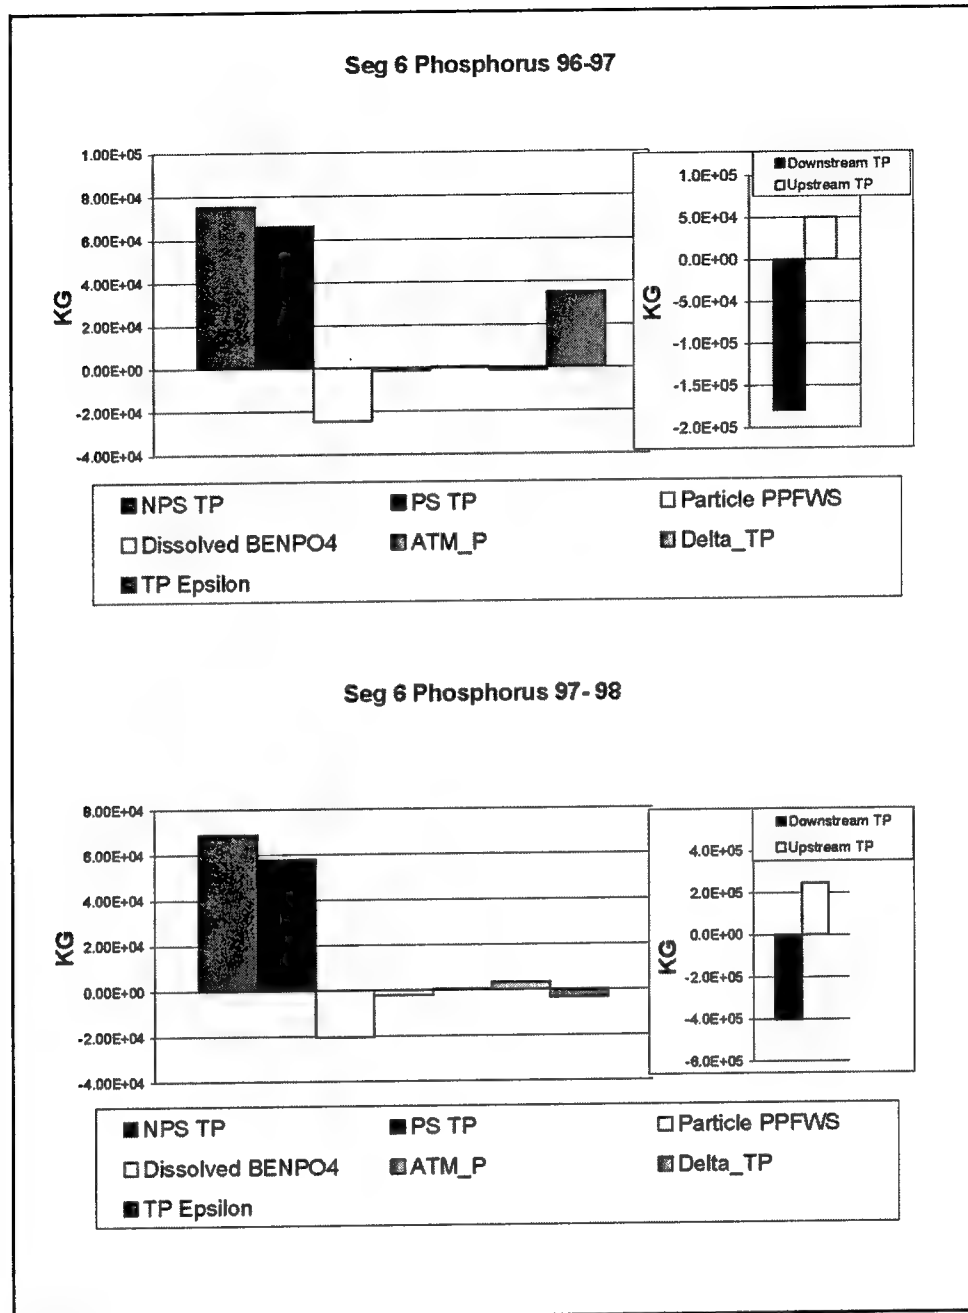 Seg 6 Phosphorus 96-97
1.00E+05
8.00E+04
6.00E+04
4.00E+04
2.00E+04
0.00E+00
-2.00E+04
-4.00E+04
KG
Downstream TP
Upstream TP
1.0E+05
5.0E+04
0.0E+00
-5.0E+04
-1.0E+05
-1.5E+05
-2.0E+05
KG
NPS TP PS TP Particle PPFWS
Dissolved BENPO4 ATM_P Delta_TP
TP Epsilon
Seg 6 Phosphorus 97- 98
8.00E+04
6.00E+04
4.00E+04
2.00E+04
0.00E+00
-2.00E+04
-4.00E+04
KG
Downstream TP
Upstream TP
4.0E+05
2.0E+05
0.0E+00
-2.0E+05
-4.0E+05
-6.0E+05
KG
NPS TP PS TP Particle PPFWS
Dissolved BENPO4 ATM_P Delta_TP
TP Epsilon